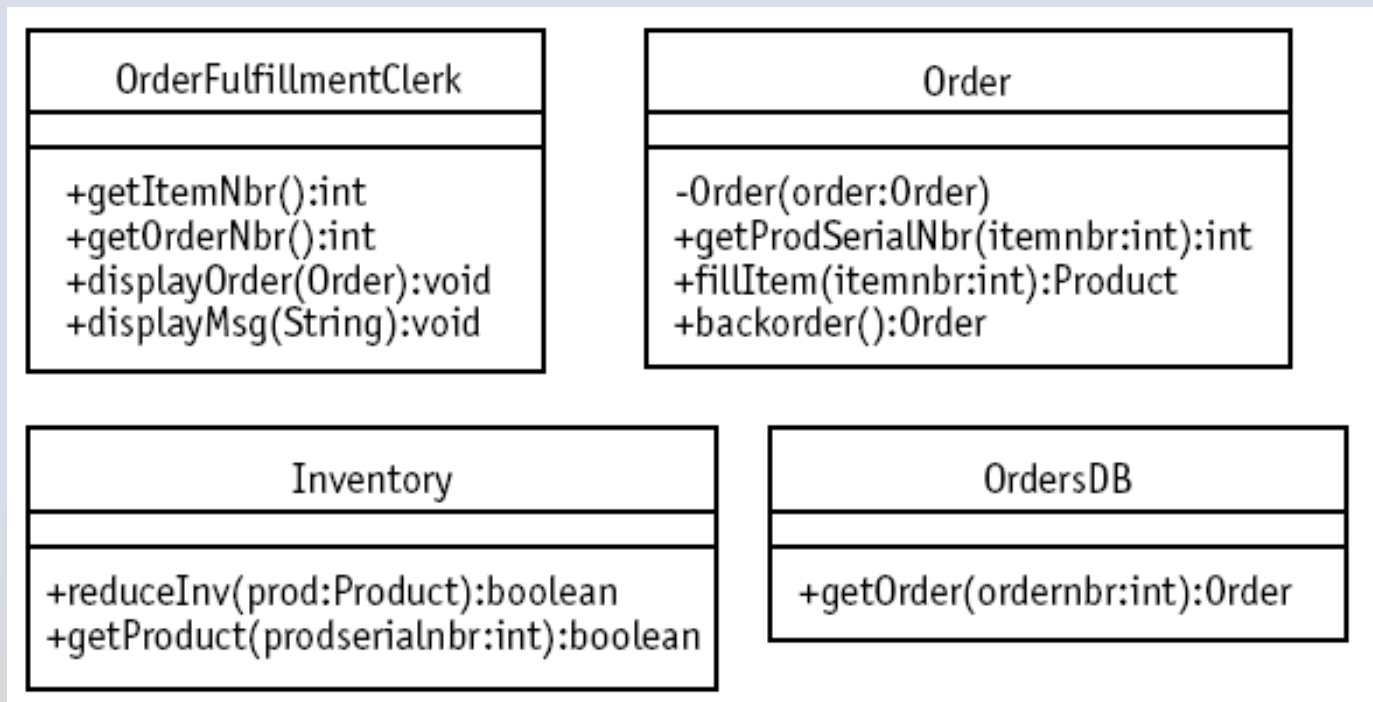 OrderFulfillmentClerk
+getItemNbr():int
+getOrderNbr():int
+displayOrder(Order):void
+displayMsg(String):void
Order
-Order(order:Order)
+getProdSerialNbr(itemnbr:int):int
+fillItem(itemnbr:int):Product
+backorder():Order
Inventory
+reduceInv(prod:Product):boolean
+getProduct(prodserialnbr:int):boolean
OrdersDB
+getOrder(ordernbr:int):Order